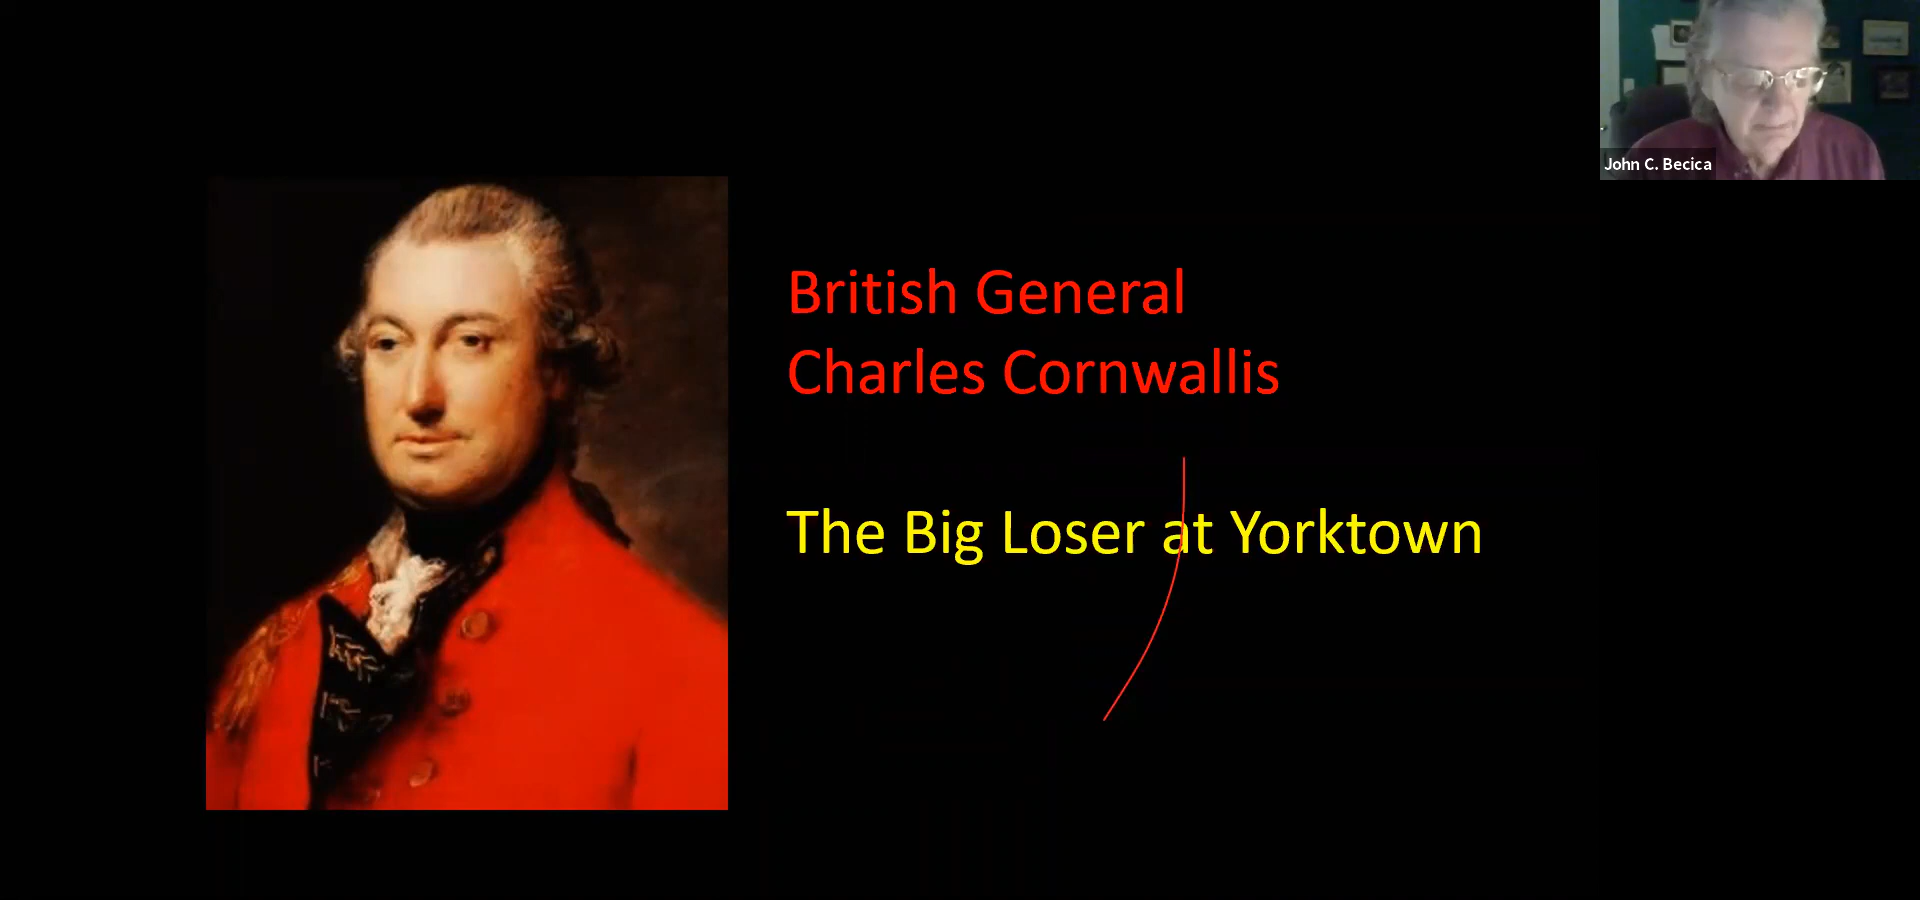 British General
Charles Cornwallis
The Big Loser at Yorktown
John C. Becica